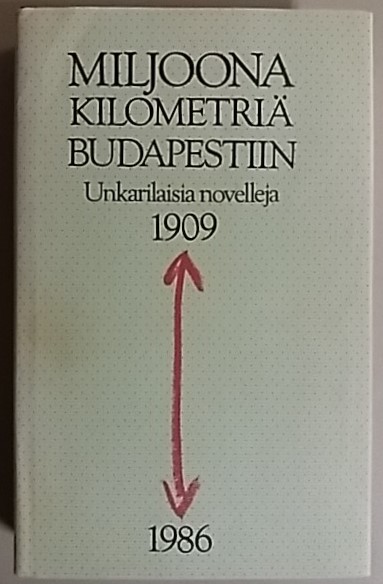 MILJOONA
KILOMETRIÄ
BUDAPESTIIN
Unkarilaisia novelleja
1909
1986